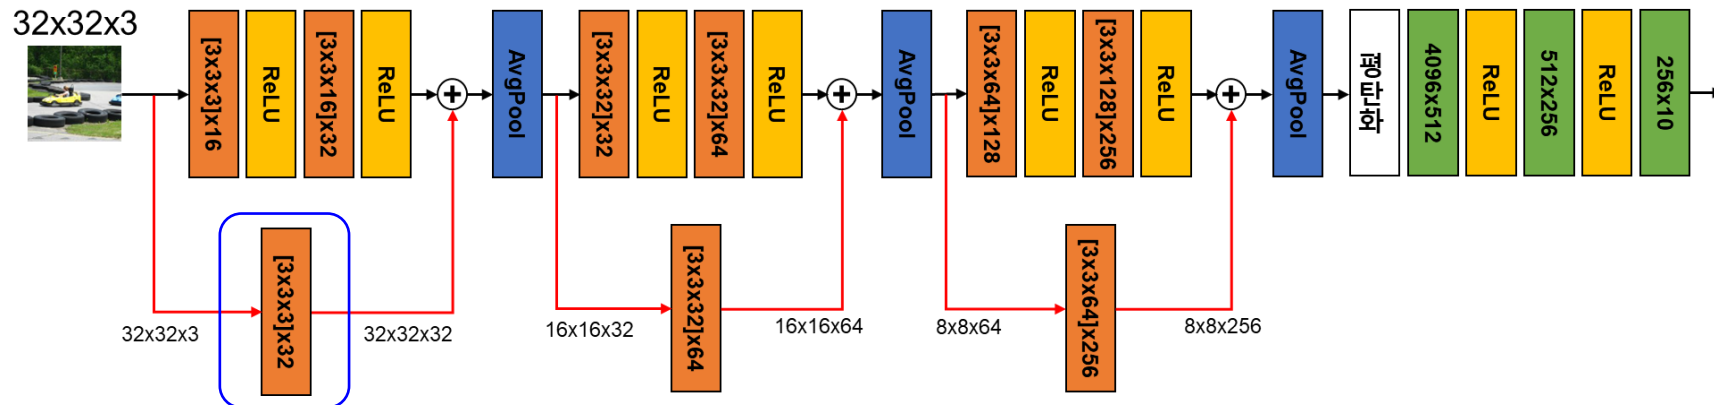 32x32x3
[3x3x3]x16
ReLU
[3x3x16]x32
ReLU
+
AvgPool
[3x3x32]x32
ReLU
[3x3x32]x64
ReLU
+
AvgPool
[3x3x64]x128
ReLU
[3x3x128]x256
ReLU
+
AvgPool
평탄화
4096x512
ReLU
512x256
ReLU
256x10
[3x3x3]x32
32x32x3
32x32x32
[3x3x32]x64
16x16x32
16x16x64
[3x3x64]x256
8x8x64
8x8x256